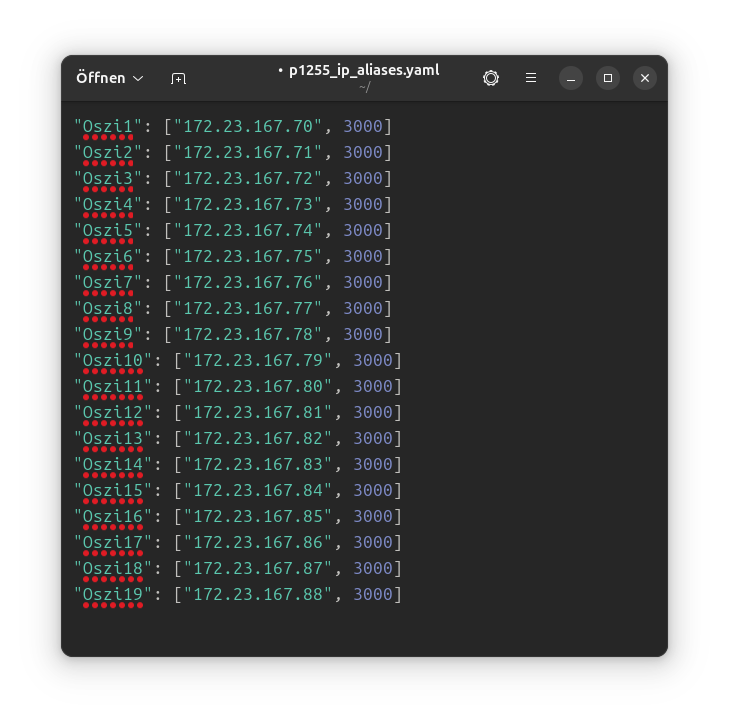 Öffnen
• p1255_ip_aliases.yaml
~/
"Oszi1": ["172.23.167.70", 3000]
"Oszi2": ["172.23.167.71", 3000]
"Oszi3": ["172.23.167.72", 3000]
"Oszi4": ["172.23.167.73", 3000]
"Oszi5": ["172.23.167.74", 3000]
"Oszi6": ["172.23.167.75", 3000]
"Oszi7": ["172.23.167.76", 3000]
"Oszi8": ["172.23.167.77", 3000]
"Oszi9": ["172.23.167.78", 3000]
"Oszi10": ["172.23.167.79", 3000]
"Oszi11": ["172.23.167.80", 3000]
"Oszi12": ["172.23.167.81", 3000]
"Oszi13": ["172.23.167.82", 3000]
"Oszi14": ["172.23.167.83", 3000]
"Oszi15": ["172.23.167.84", 3000]
"Oszi16": ["172.23.167.85", 3000]
"Oszi17": ["172.23.167.86", 3000]
"Oszi18": ["172.23.167.87", 3000]
"Oszi19": ["172.23.167.88", 3000]